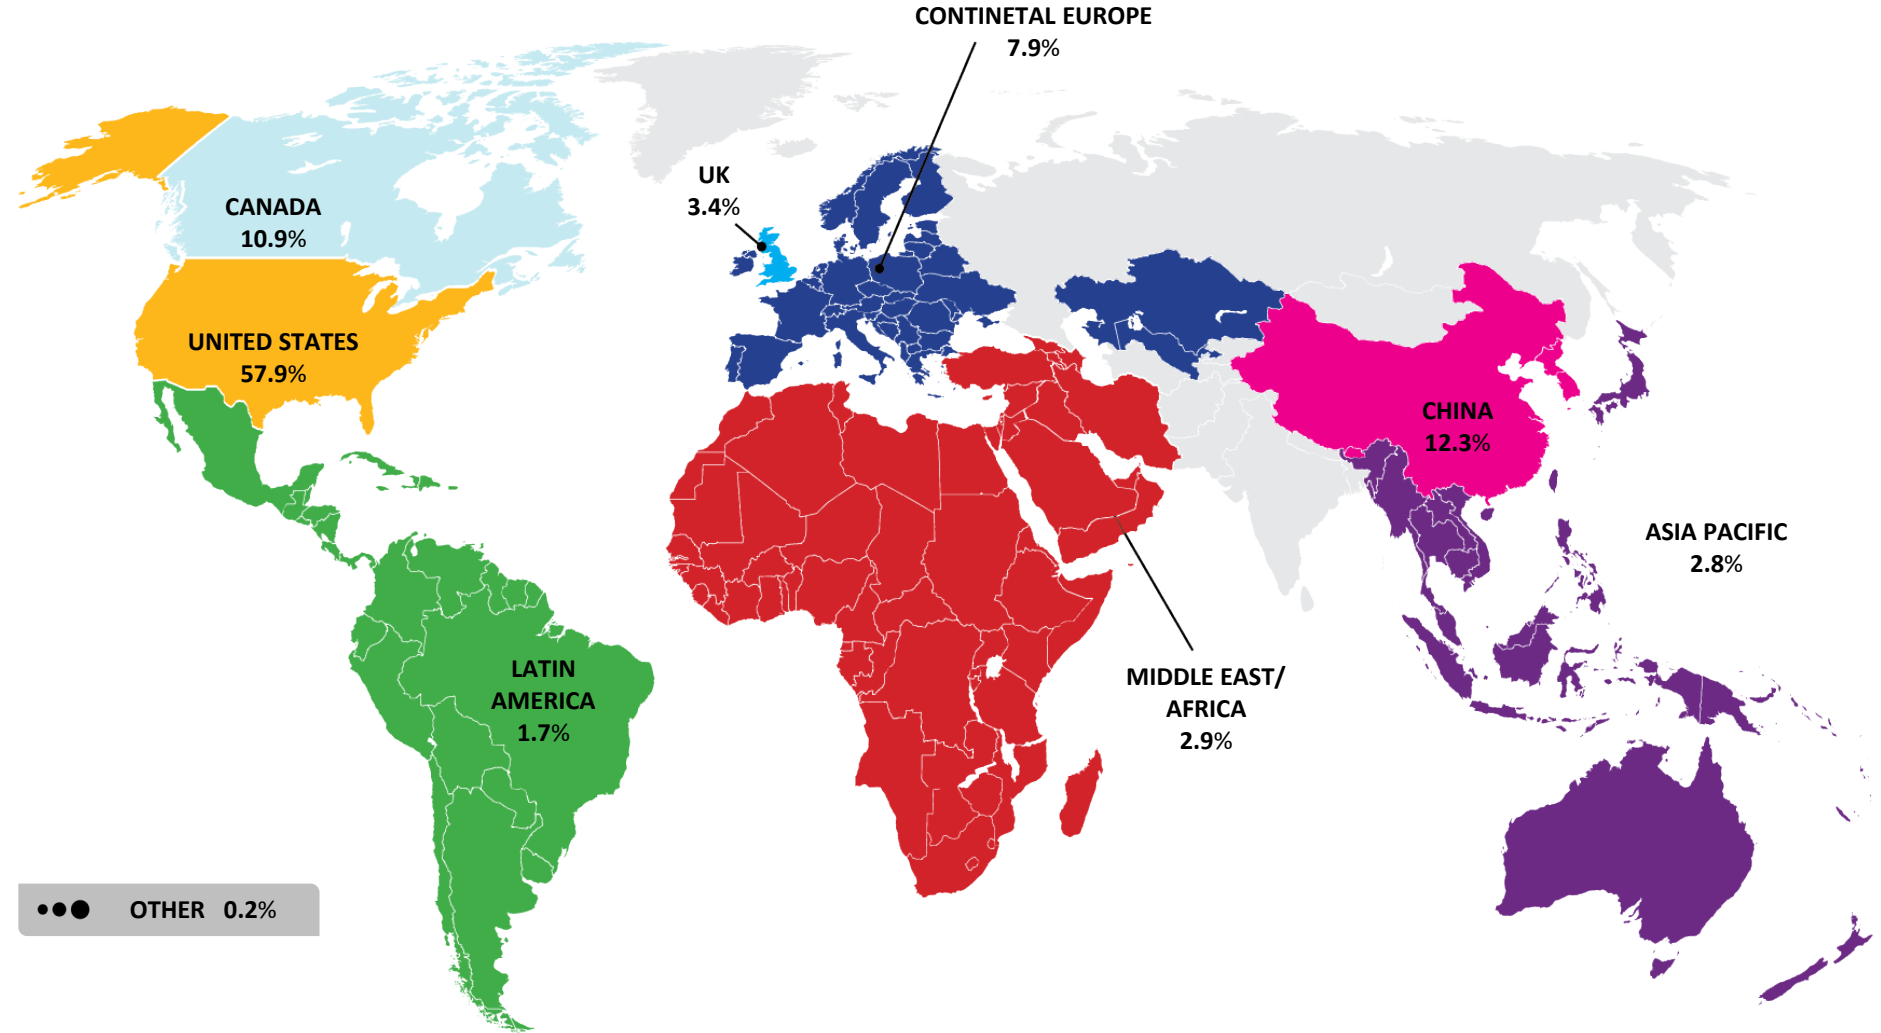 CONTINETAL EUROPE
7.9%
UK
3.4%
CANADA
10.9%
UNITED STATES
57.9%
CHINA
12.3%
ASIA PACIFIC
2.8%
LATIN
AMERICA
1.7%
MIDDLE EAST/
AFRICA
2.9%
OTHER 0.2%